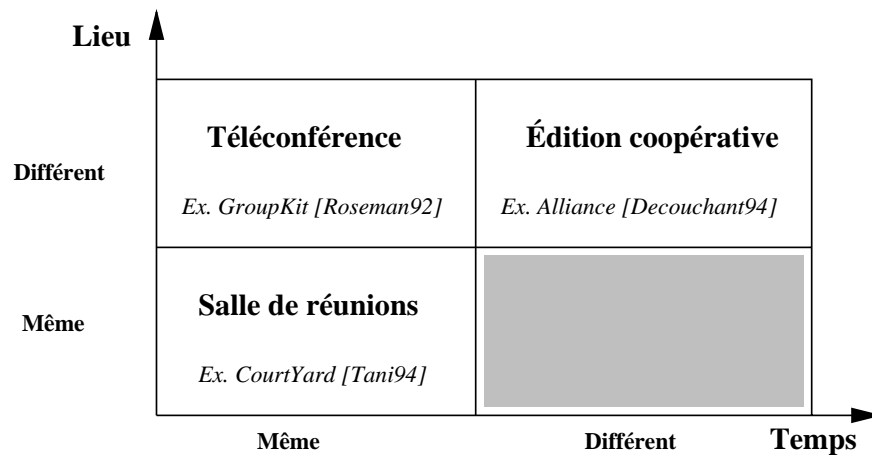 Lieu
Téléconférence
Édition coopérative
Différent
Ex. GroupKit [Roseman92]
Ex. Alliance [Decouchant94]
Salle de réunions
Même
Ex. CourtYard [Tani94]
Même
Différent
Temps